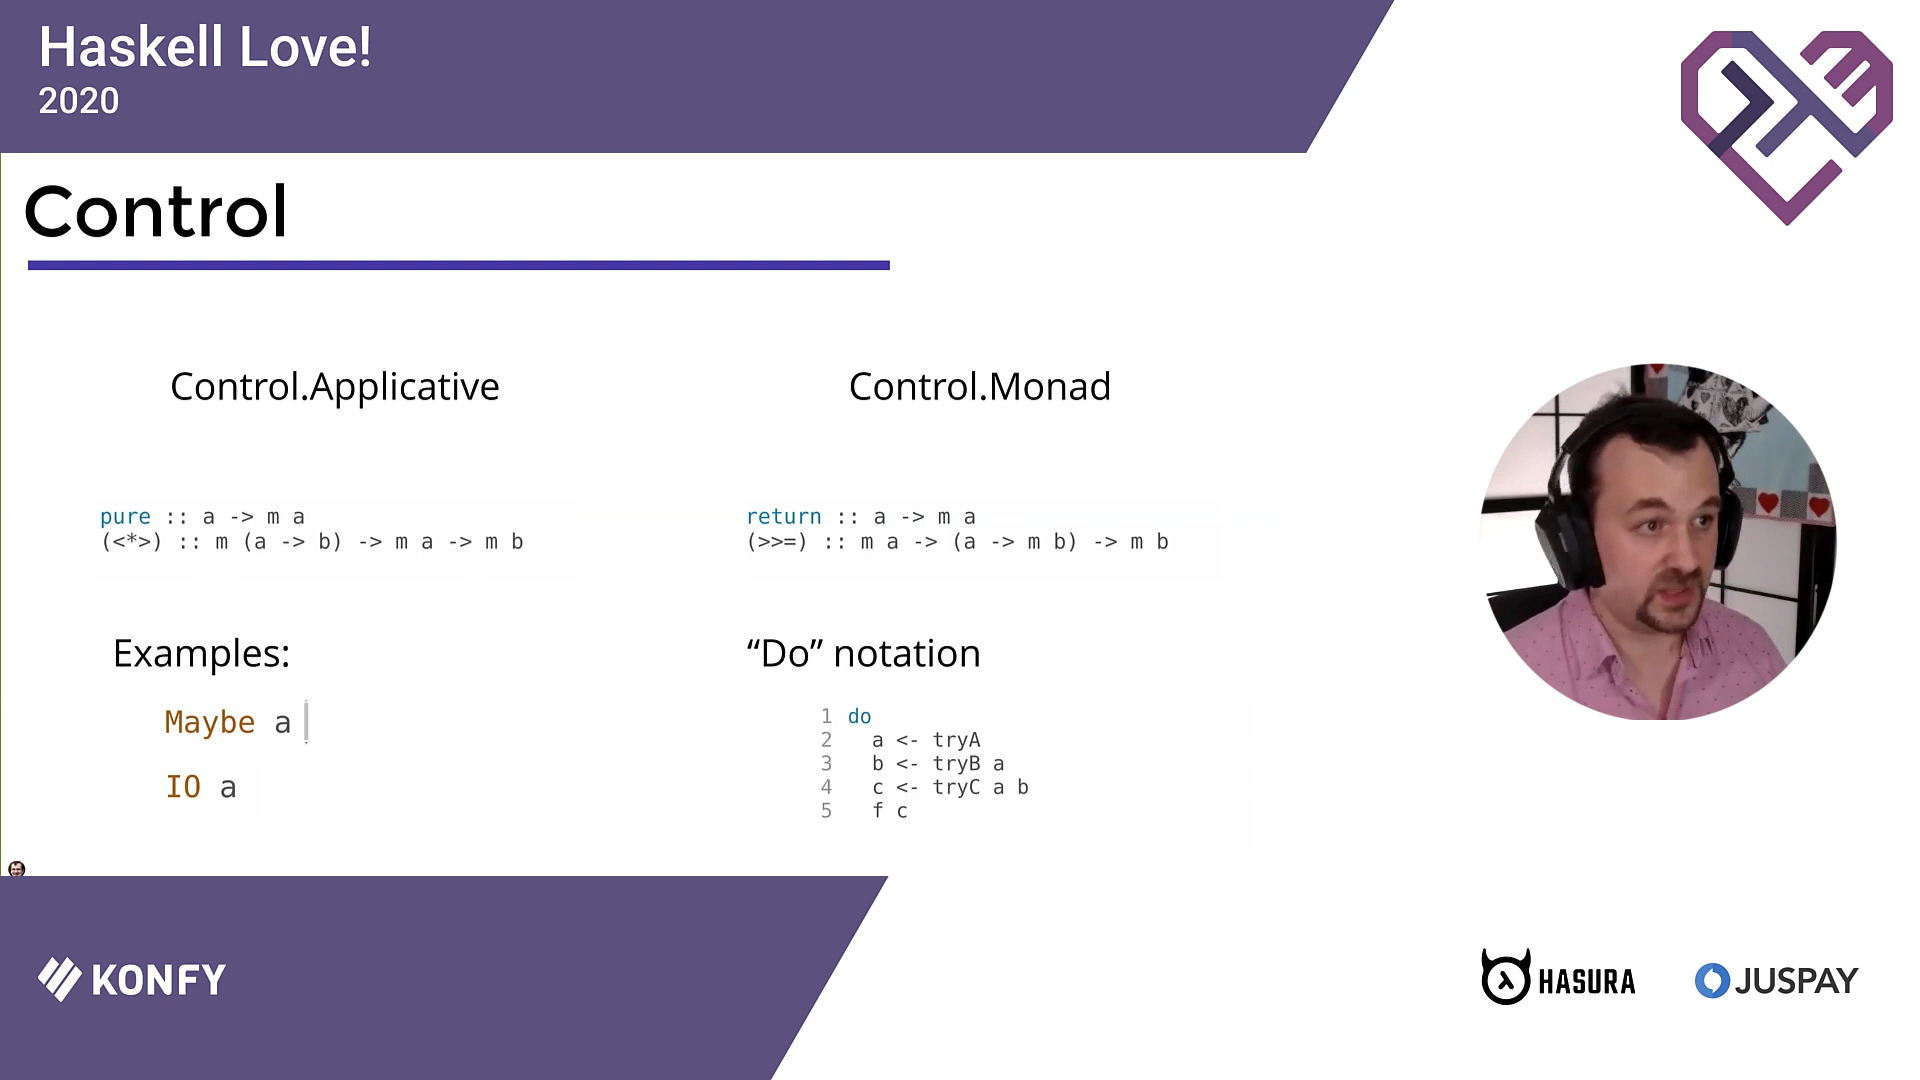 Haskell Love!
2020
Control
Control.Applicative
pure :: a -> m a
(<*>) :: m (a -> b) -> m a -> m b
Examples:
Maybe a
IO a
Control.Monad
return :: a -> m a
(>>=) :: m a -> (a -> m b) -> m b
“Do” notation
1 do
2 a <- tryA
3 b <- tryB a
4 c <- tryC a b
5 f c
KONFY
HASURA
JUSPAY